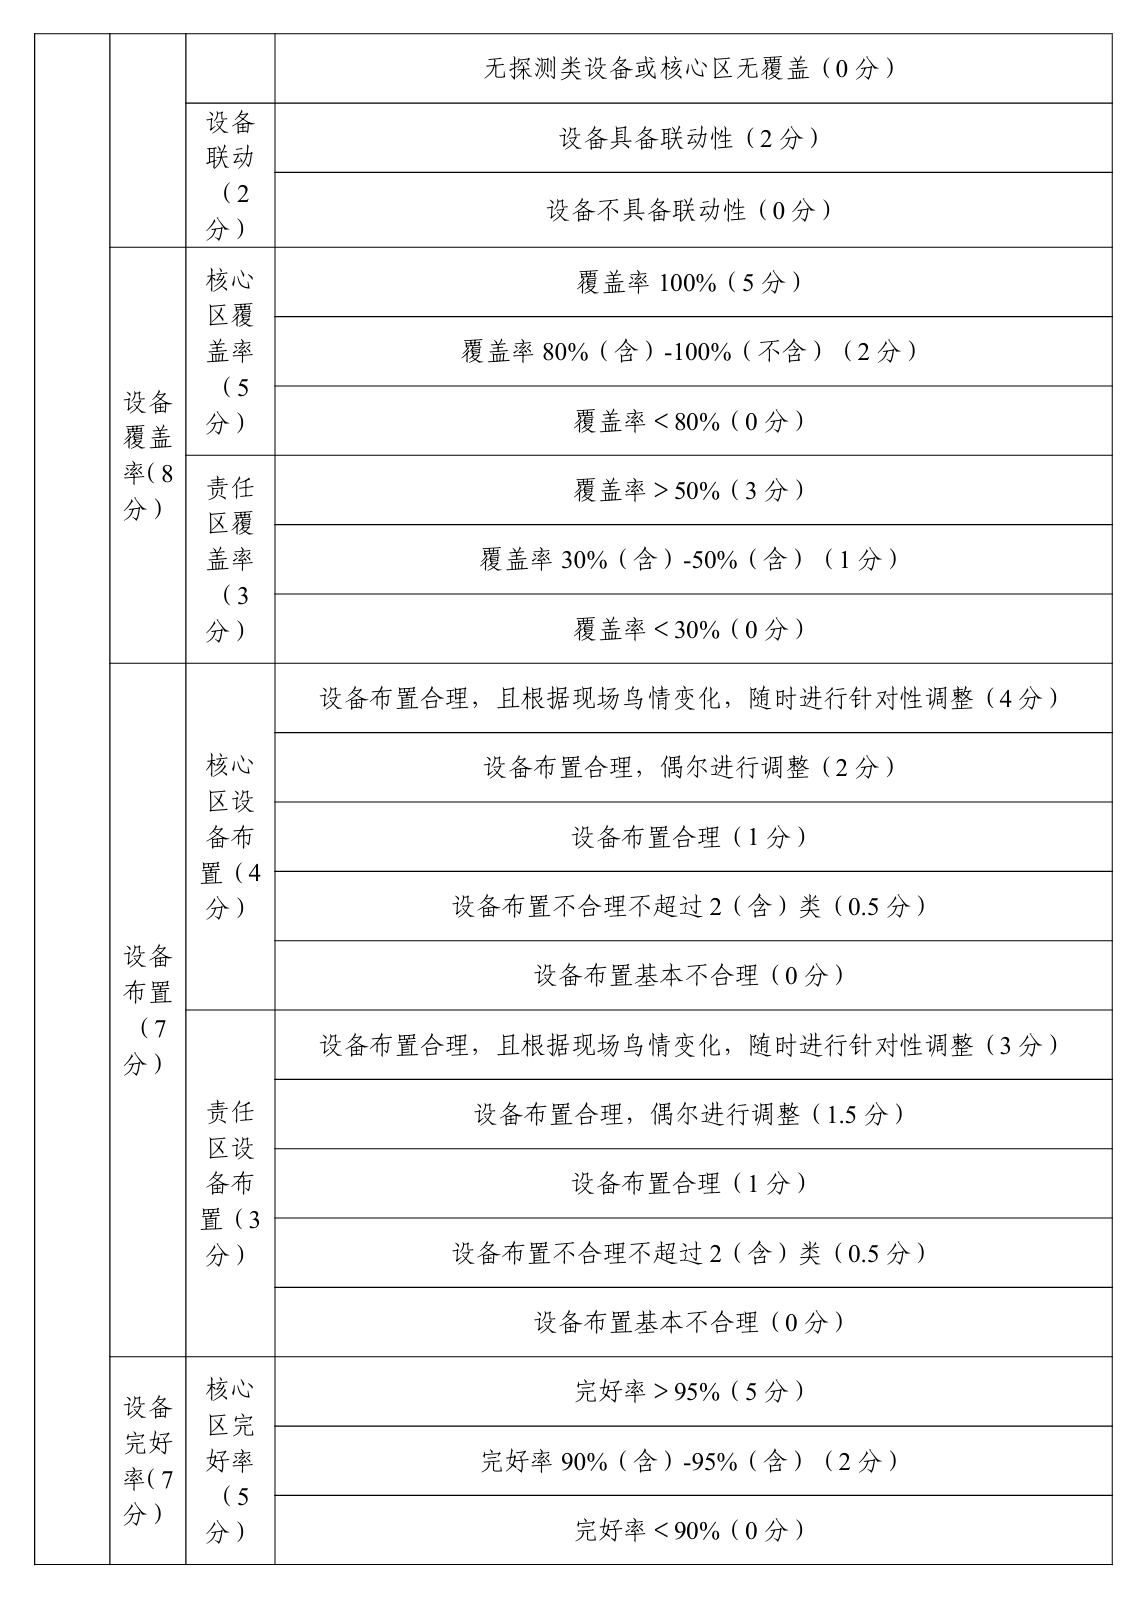 无探测类设备或核心区无覆盖（0 分）
设备
联动
（2
分）
设备具备联动性（2 分）
设备不具备联动性（0 分）
设备
覆盖
率（8
分）
核心
区覆
盖率
（5
分）
覆盖率 100%（5 分）
覆盖率 80%（含）-100%（不含）（2 分）
覆盖率＜80%（0 分）
责任
区覆
盖率
（3
分）
覆盖率＞50%（3 分）
覆盖率 30%（含）-50%（含）（1 分）
覆盖率＜30%（0 分）
设备
布置
（7
分）
核心
区设
备布
置（4
分）
设备布置合理，且根据现场鸟情变化，随时进行针对性调整（4 分）
设备布置合理，偶尔进行调整（2 分）
设备布置合理（1 分）
设备布置不合理不超过 2（含）类（0.5 分）
设备布置基本不合理（0 分）
责任
区设
备布
置（3
分）
设备布置合理，且根据现场鸟情变化，随时进行针对性调整（3 分）
设备布置合理，偶尔进行调整（1.5 分）
设备布置合理（1 分）
设备布置不合理不超过 2（含）类（0.5 分）
设备布置基本不合理（0 分）
设备
完好
率（7
分）
核心
区完
好率
（5
分）
完好率＞95%（5 分）
完好率 90%（含）-95%（含）（2 分）
完好率＜90%（0 分）